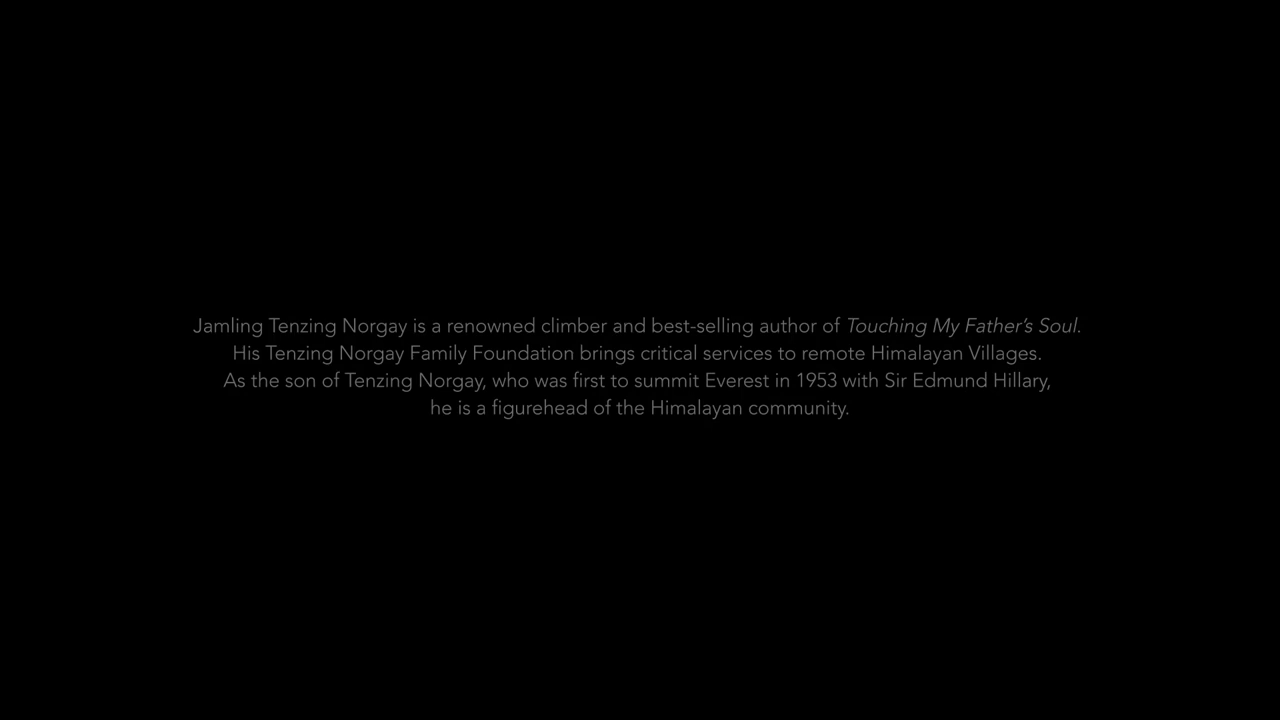 Jamling Tenzing Norgay is a renowned climber and best-selling author of Touching My Father's Soul.
His Tenzing Norgay Family Foundation brings critical services to remote Himalayan Villages.
As the son of Tenzing Norgay, who was first to summit Everest in 1953 with Sir Edmund Hillary,
he is a figurehead of the Himalayan community.